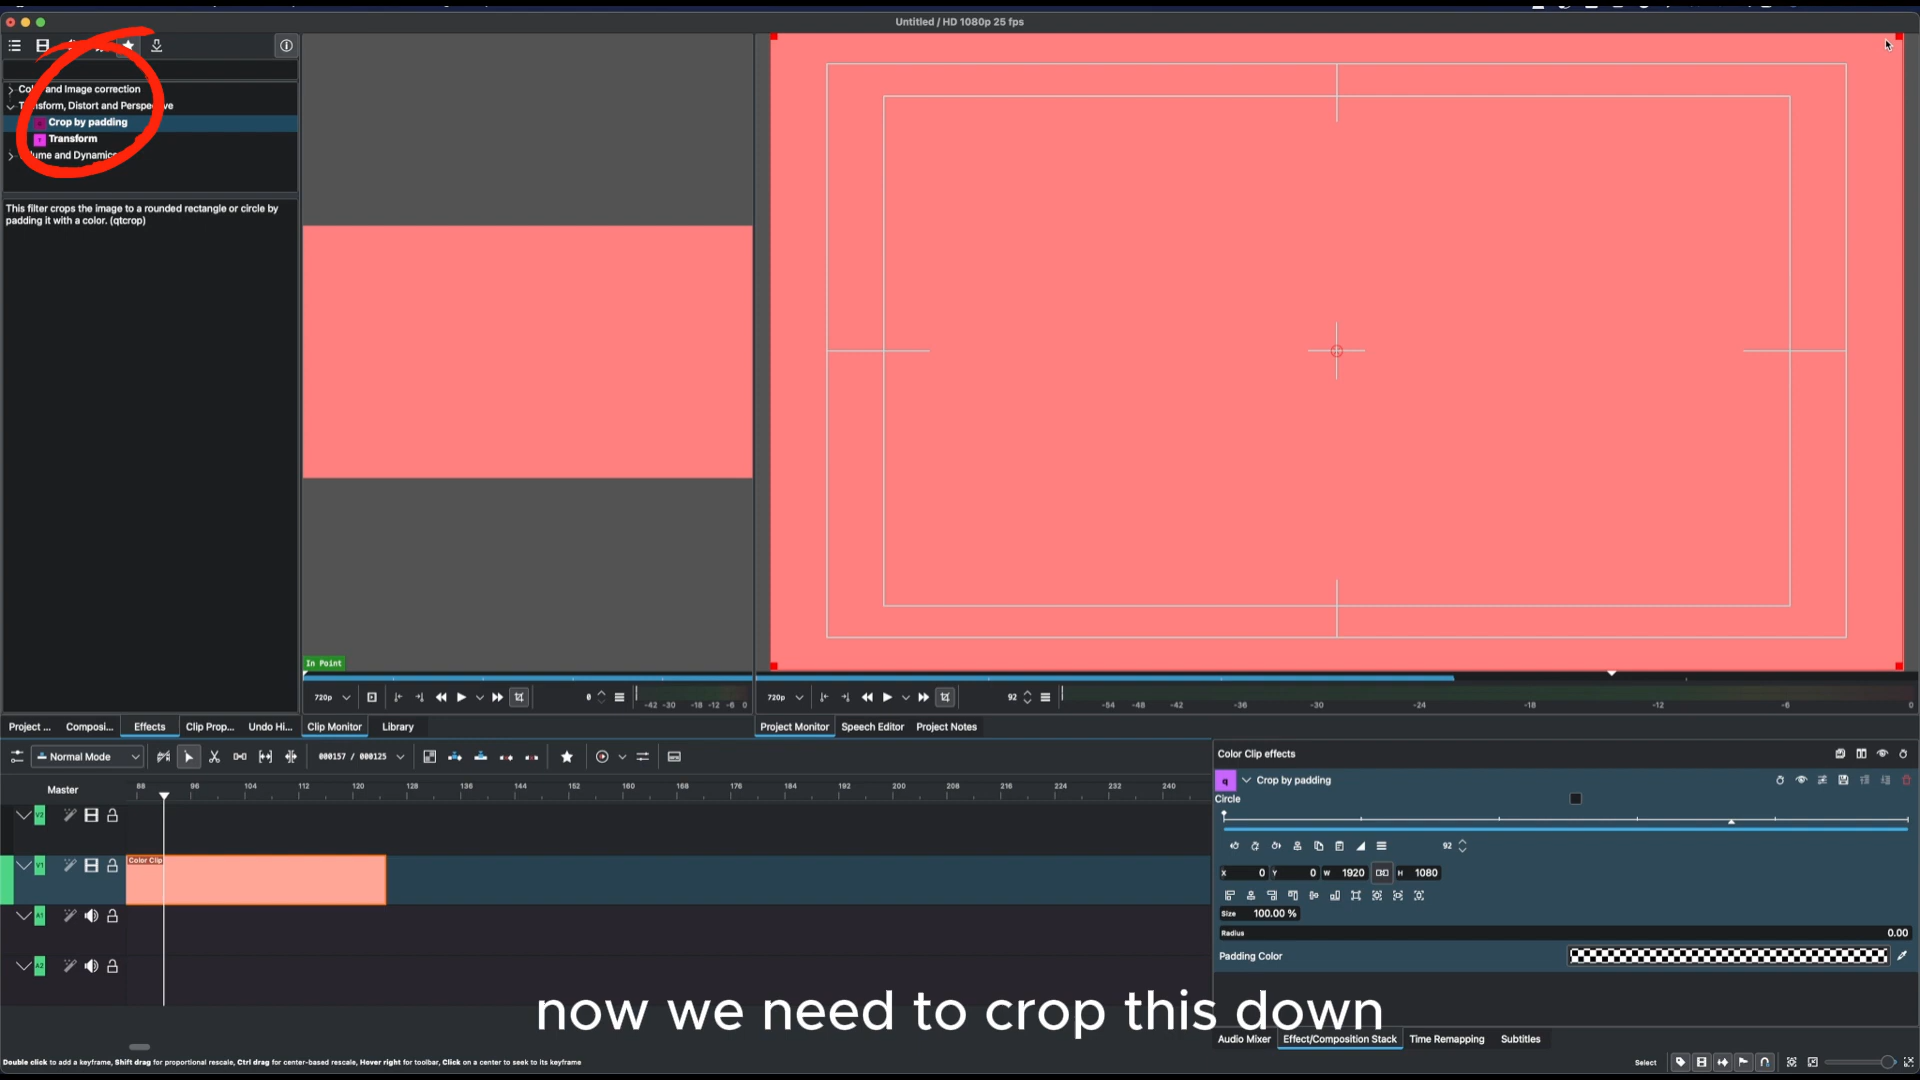 Untitled / HD 1080p 25 fps
and Image correction
Transform, Distort and Perspective
Crop by padding
Transform
Volume and Dynamics
This filter crops the image to a rounded rectangle or circle by
padding it with a color. (qtcrop)
In Point
720p
0
-42 -30 -18 -12 -6 0
720p
92
-54 -48 -42 -36 -30 -24 -18 -12 -6 0
Project ... Composi... Effects Clip Prop... Undo Hi... Clip Monitor Library
Project Monitor Speech Editor Project Notes
Normal Mode
000157 / 000125
Master
88 96 104 112 120 128 136 144 152 160 168 176 184 192 200 208 216 224 232 240
V2
V1
Color Clip
A1
A2
Color Clip effects
q Crop by padding
Circle
92
X 0 Y 0 W 1920 H 1080
Size 100.00 %
Radius 0.00
Padding Color
now we need to crop this down
Audio Mixer Effect/Composition Stack Time Remapping Subtitles
Double click to add a keyframe, Shift drag for proportional rescale, Ctrl drag for center-based rescale, Hover right for toolbar, Click on a center to seek to its keyframe
Select